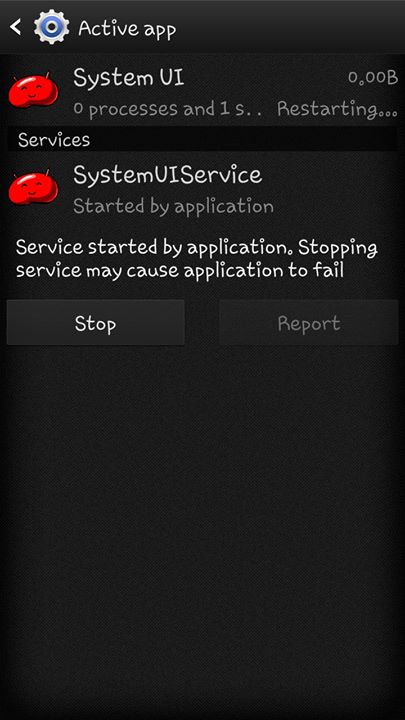 Active app
System UI
0.00B
0 processes and 1 s.. Restarting...
Services
SystemUIService
Started by application
Service started by application. Stopping
service may cause application to fail
Stop
Report